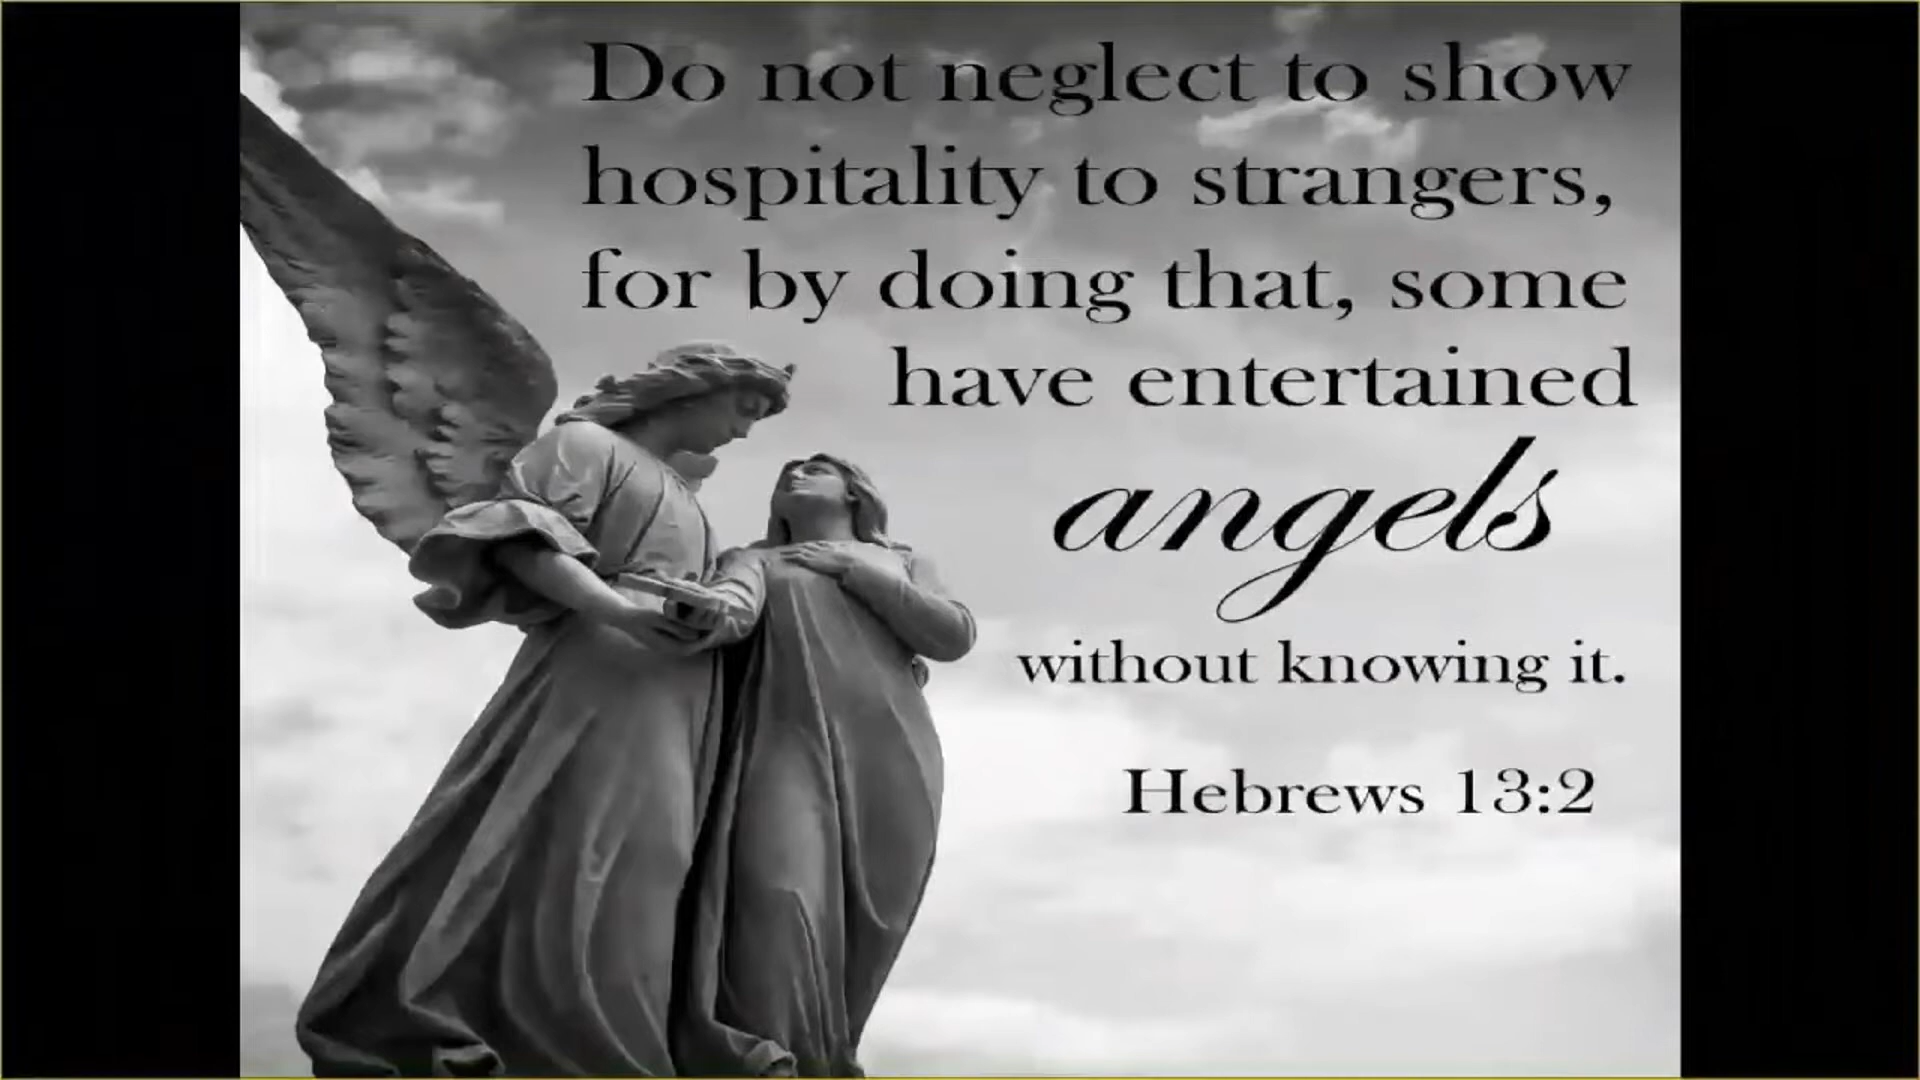 Do not neglect to show
hospitality to strangers,
for by doing that, some
have entertained
angels
without knowing it.
Hebrews 13:2